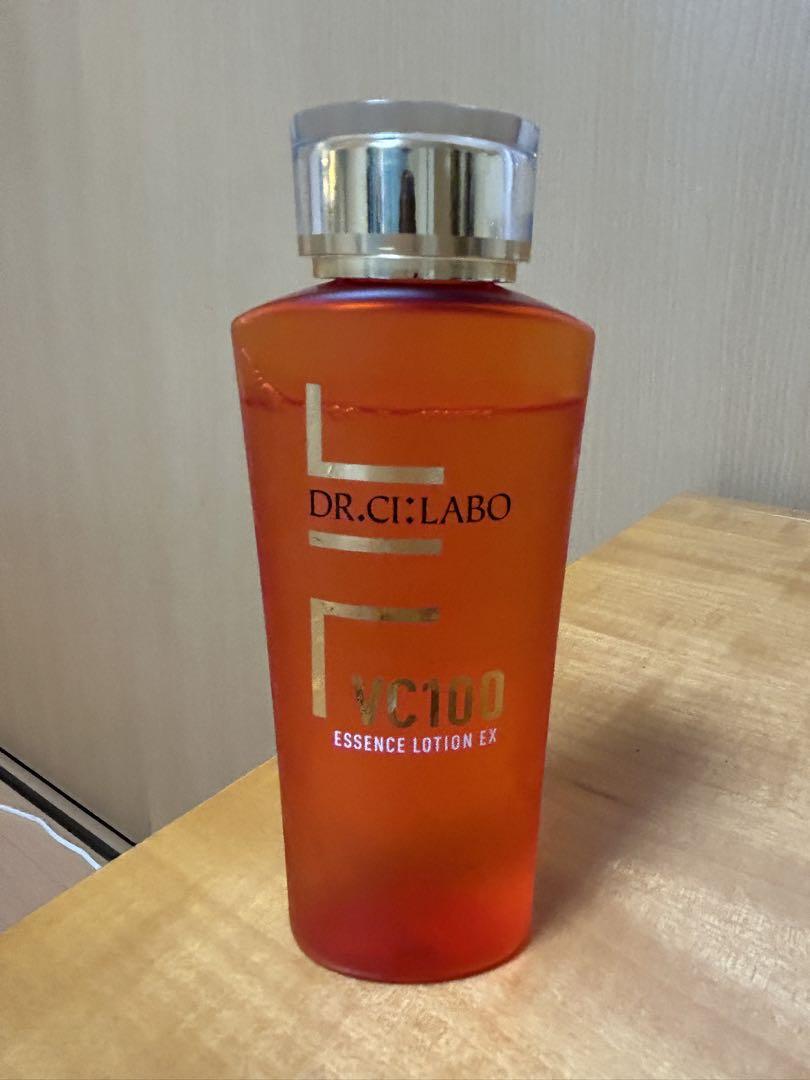 DR.CI:LABO
VC100
ESSENCE LOTION EX